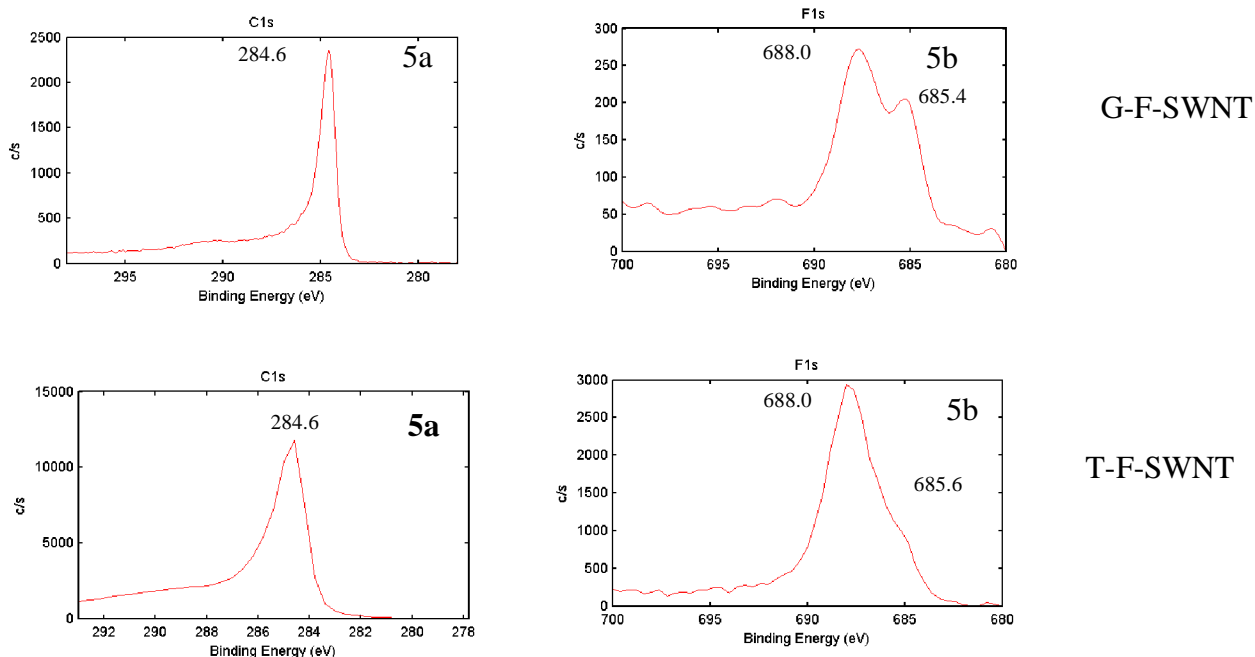 C1s
284.6
5a
2500
2000
1500
1000
500
0
c/s
295
290
285
280
Binding Energy (eV)
F1s
688.0
5b
685.4
300
250
200
150
100
50
0
c/s
700
695
690
685
680
Binding Energy (eV)
G-F-SWNT
C1s
284.6
5a
15000
10000
5000
0
c/s
292
290
288
286
284
282
280
278
Binding Energy (eV)
F1s
688.0
5b
685.6
3000
2500
2000
1500
1000
500
0
c/s
700
695
690
685
680
Binding Energy (eV)
T-F-SWNT